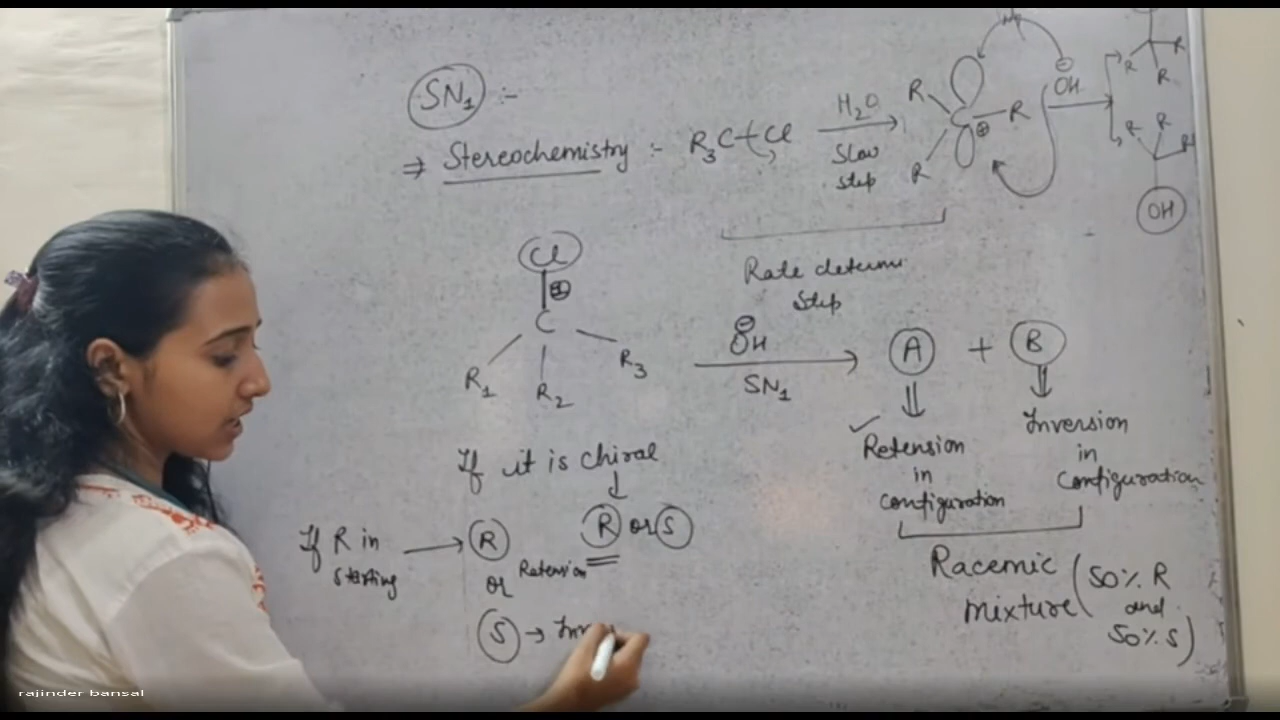 SN1 :-
⇒ Stereochemistry :- R3C-Cl
H2O
Slow
step
R
C
⊕
R
R
⊖
OH
R
R
R
R
R
OH
Rate determi
Step
Cl
⊕
C
R1
R2
R3
⊖
OH
SN1
A + B
✓ Retension
in
configuration
Inversion
in
configuration
If it is chiral
R or S
If R in
starting
R
or
Retension
S → Inv
Racemic
mixture
(50% R
and
50% S)
rajinder bansal